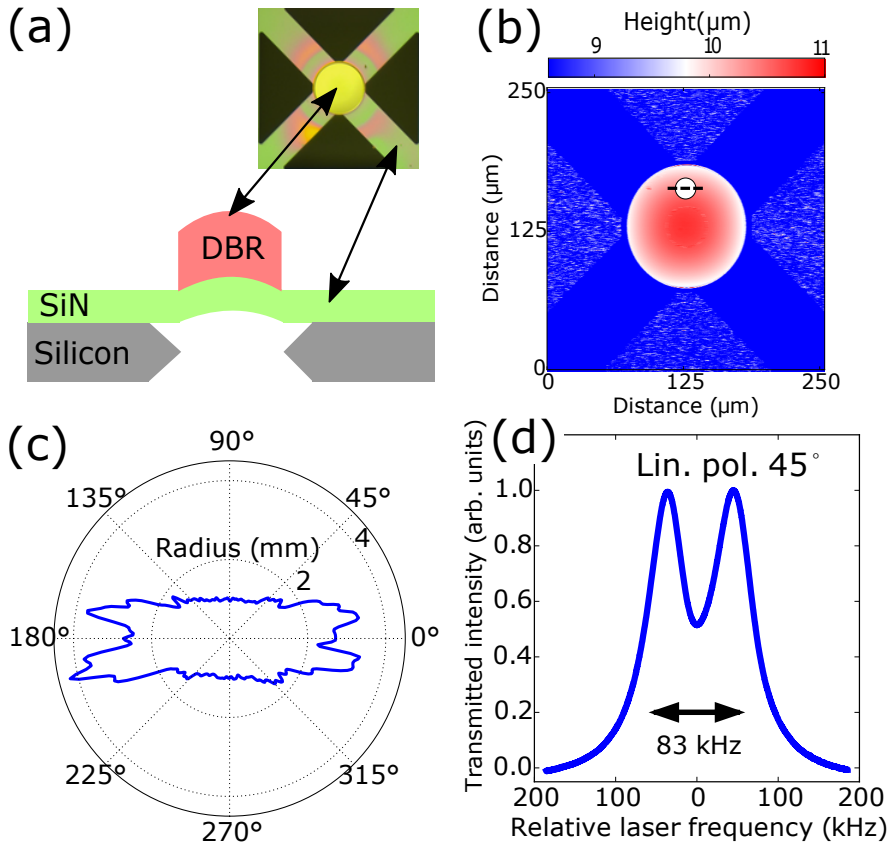 (a)
DBR
SiN
Silicon
(b)
Height(μm)
9 10 11
250
125
0
Distance (μm)
0 125 250
Distance (μm)
(c)
90°
135° 45°
4
Radius (mm)
2
180° 0°
225° 315°
270°
(d)
Lin. pol. 45°
Transmitted intensity (arb. units)
1.0
0.8
0.6
0.4
0.2
0.0
83 kHz
200 100 0 100 200
Relative laser frequency (kHz)